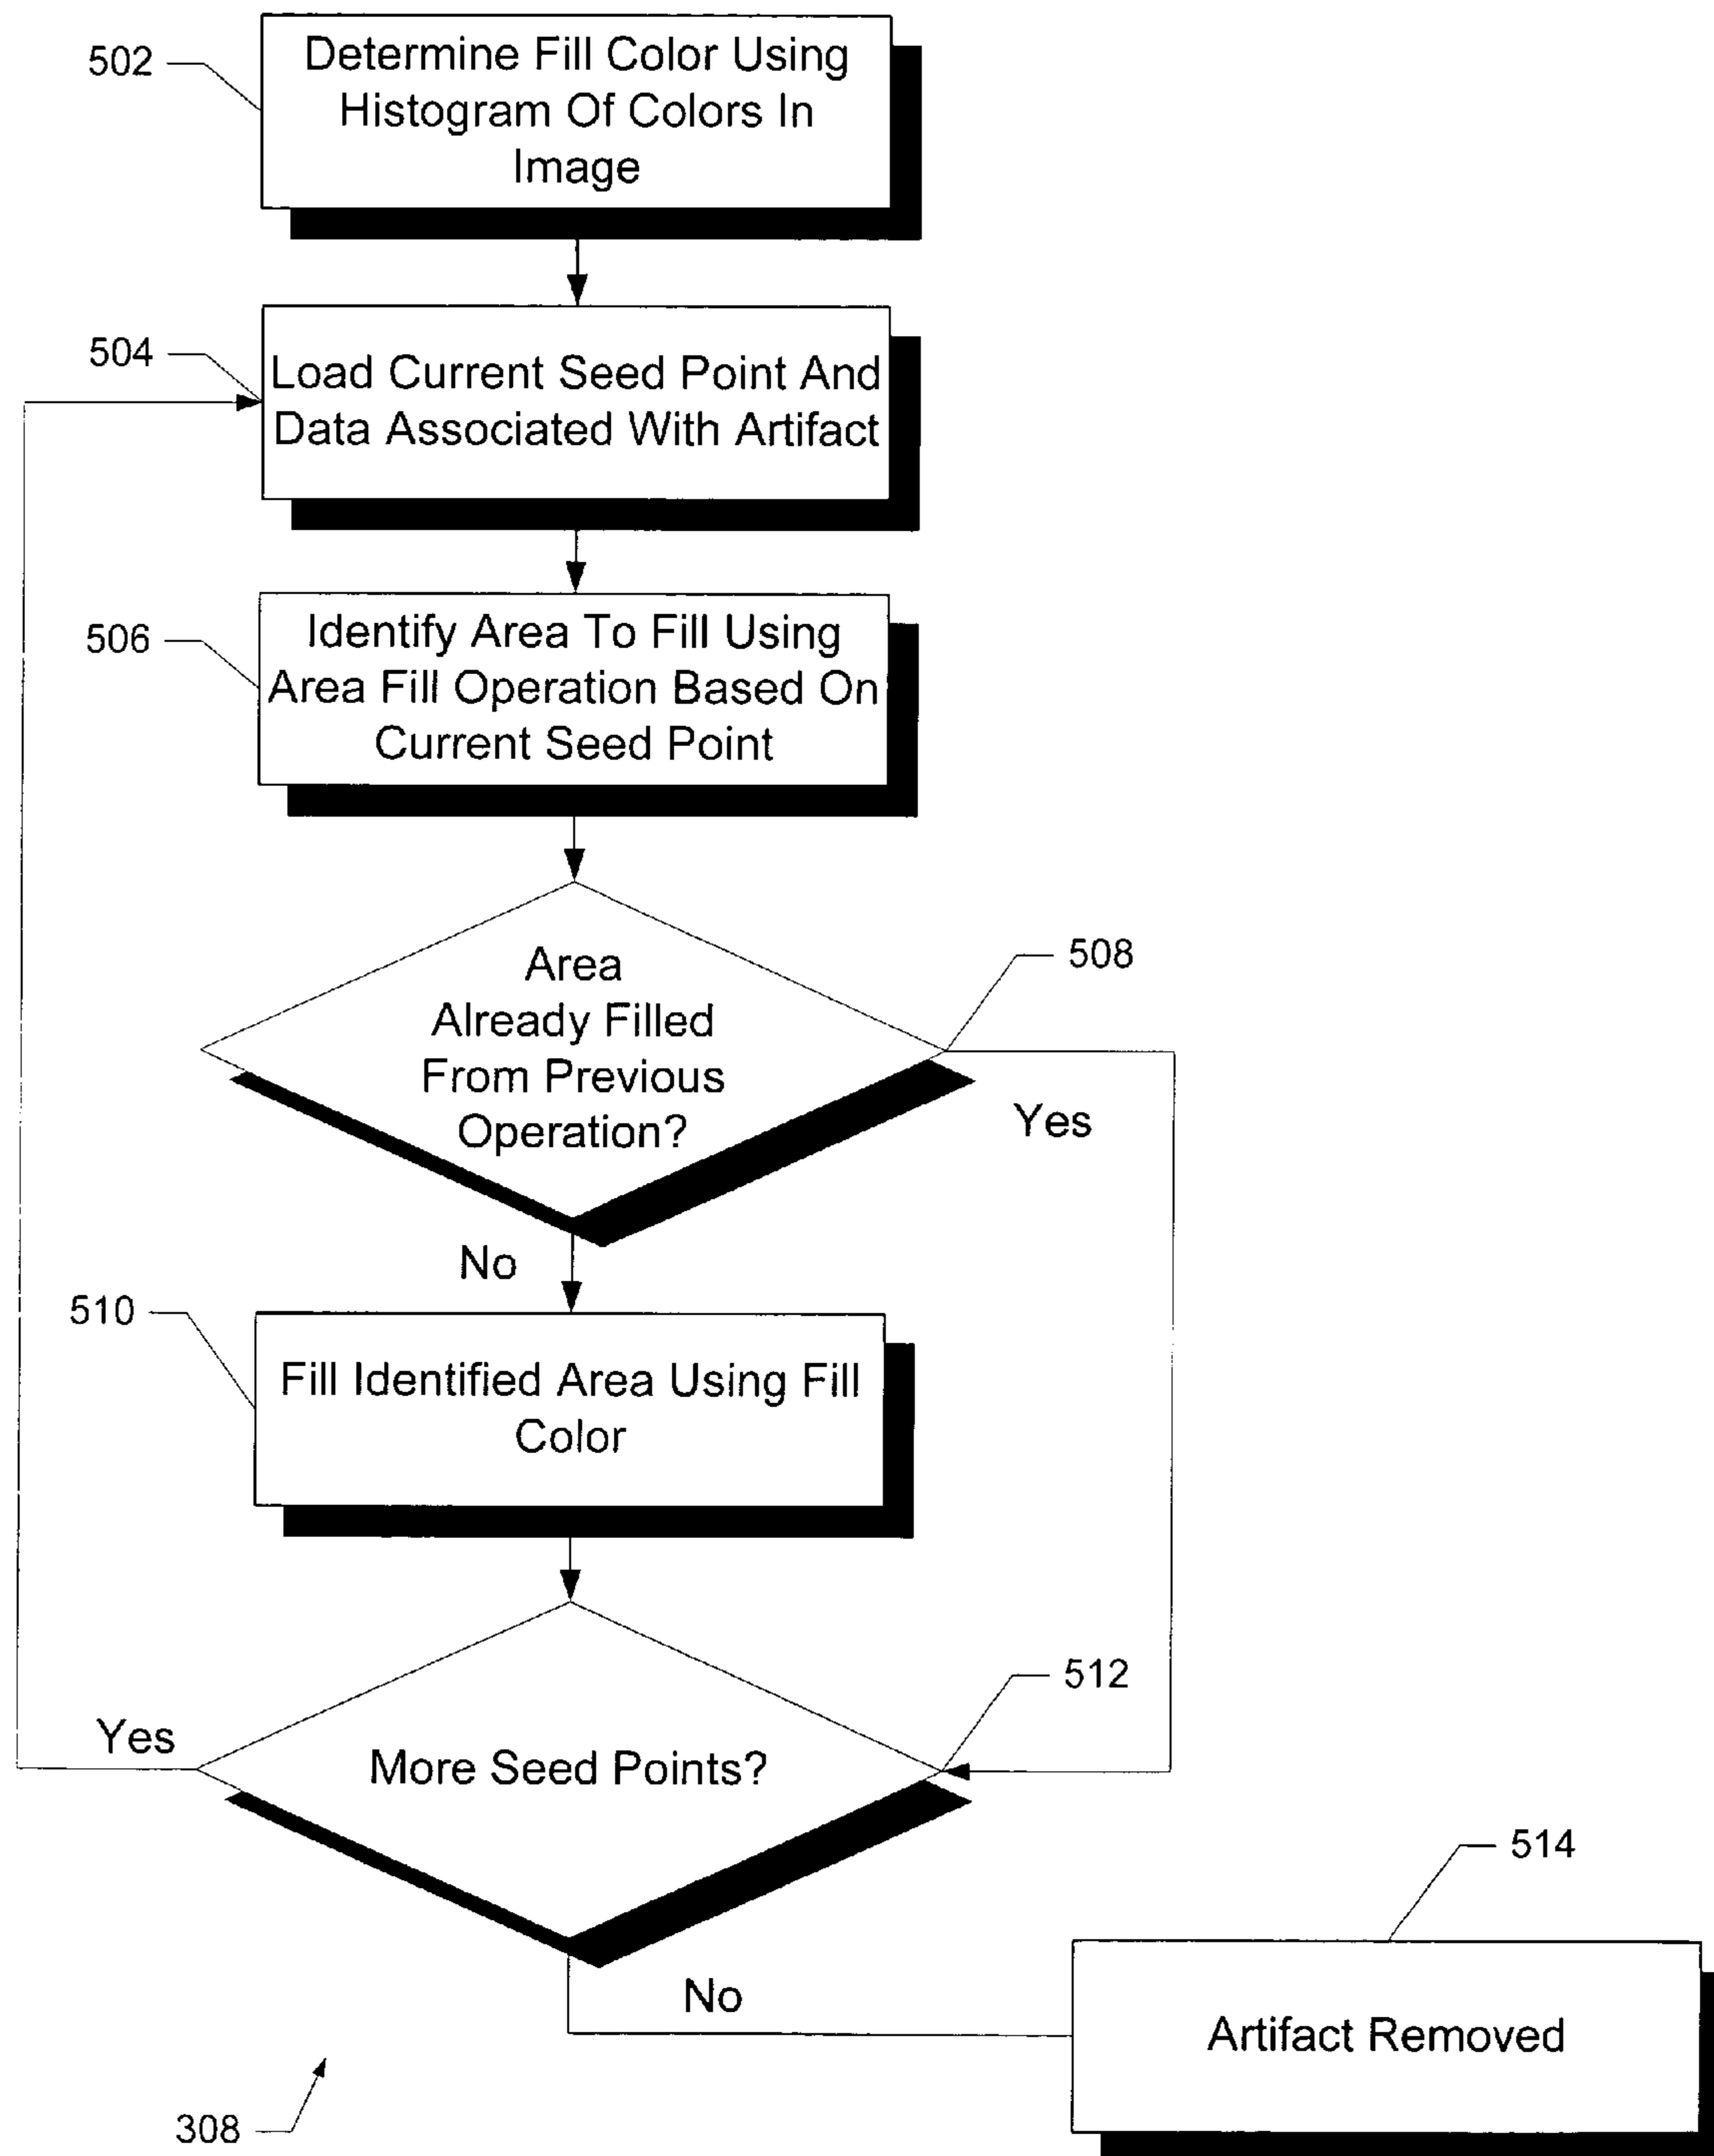 502
Determine Fill Color Using
Histogram Of Colors In
Image
504
Load Current Seed Point And
Data Associated With Artifact
506
Identify Area To Fill Using
Area Fill Operation Based On
Current Seed Point
508
Area
Already Filled
From Previous
Operation?
Yes
No
510
Fill Identified Area Using Fill
Color
512
Yes
More Seed Points?
514
No
Artifact Removed
308